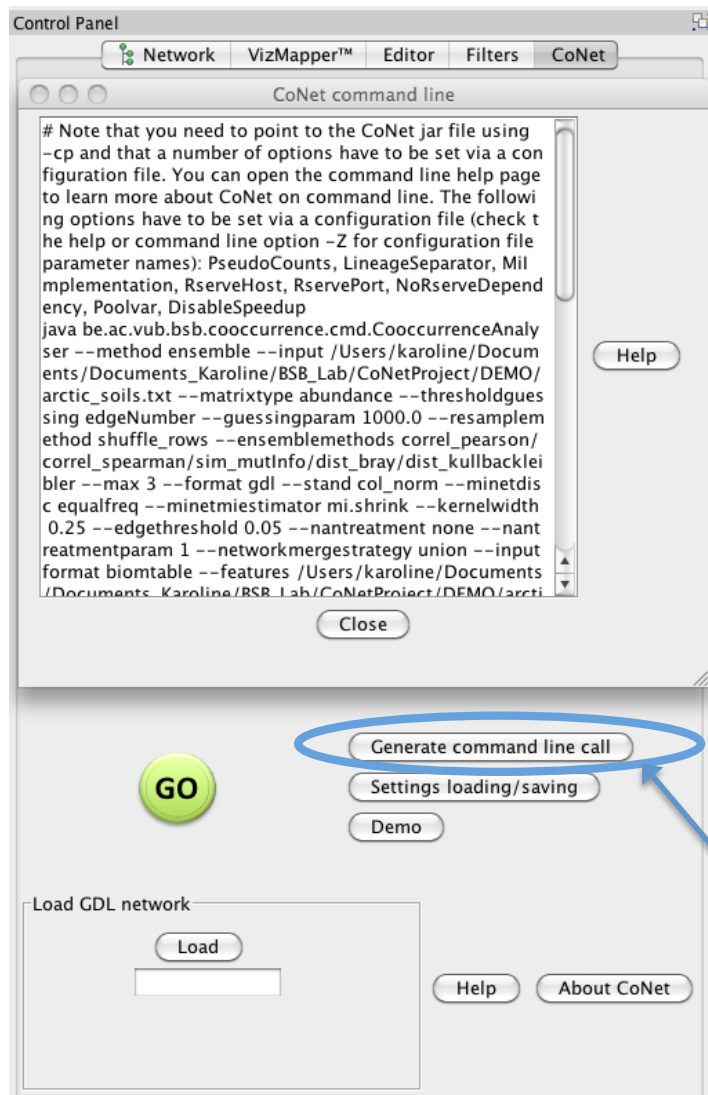 Control Panel
Network VizMapper™ Editor Filters CoNet
CoNet command line
# Note that you need to point to the CoNet jar file using
-cp and that a number of options have to be set via a con
figuration file. You can open the command line help page
to learn more about CoNet on command line. The followi
ng options have to be set via a configuration file (check t
he help or command line option -Z for configuration file
parameter names): PseudoCounts, LineageSeparator, MiI
mplementation, RserveHost, RservePort, NoRserveDepend
ency, Poolvar, DisableSpeedup
java be.ac.vub.bsb.cooccurrence.cmd.CooccurrenceAnaly
ser --method ensemble --input /Users/karoline/Docum
ents/Documents_Karoline/BSB_Lab/CoNetProject/DEMO/
arctic_soils.txt --matrixtype abundance --thresholdgues
sing edgeNumber --guessingparam 1000.0 --resamplem
ethod shuffle_rows --ensemblemethods correl_pearson/
correl_spearman/sim_mutInfo/dist_bray/dist_kullbacklei
bler --max 3 --format gdl --stand col_norm --minetdis
c equalfreq --minetmiestimator mi.shrink --kernelwidth
0.25 --edgethreshold 0.05 --nantreatment none --nant
reatmentparam 1 --networkmergestrategy union --input
format biomtable --features /Users/karoline/Documents
/Documents_Karoline/BSB_Lab/CoNetProject/DEMO/arcti
Help
Close
Generate command line call
GO
Settings loading/saving
Demo
Load GDL network
Load
Help About CoNet